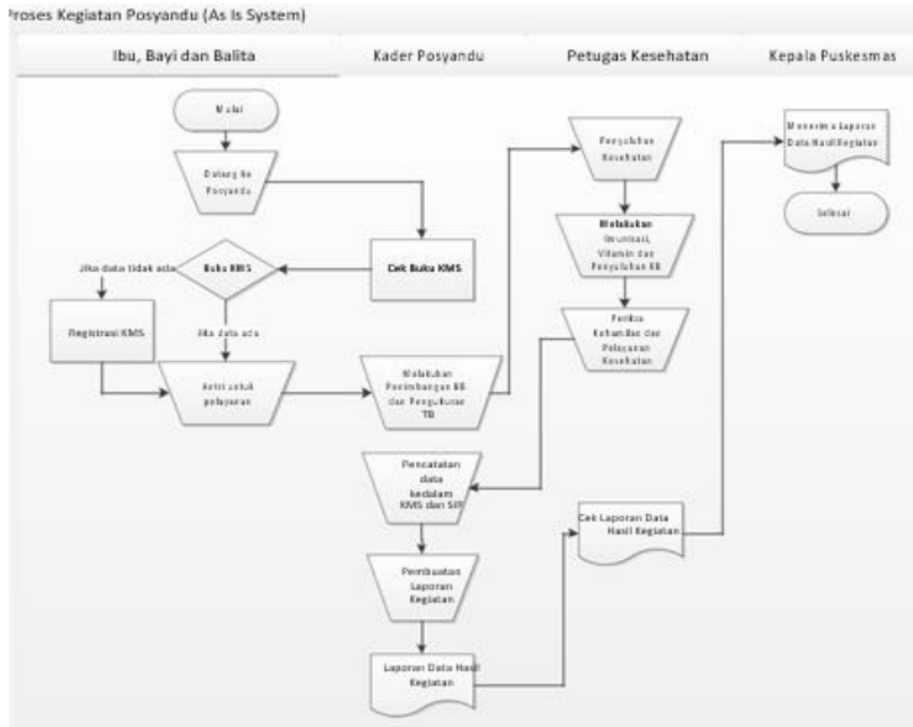 Proses Kegiatan Posyandu (As Is System)
Ibu, Bayi dan Balita
Kader Posyandu
Petugas Kesehatan
Kepala Puskesmas
Mulai
Datang ke
Posyandu
Cek Buku KMS
Buku KMS
Jika data tidak ada
Registrasi KMS
Jika data ada
Antri untuk
pelayanan
Melakukan
Penimbangan BB
dan Pengukuran
TB
Penyuluhan
Kesehatan
Melakukan
Imunisasi,
Vitamin dan
Penyuluhan KB
Periksa
Kehamilan dan
Pelayanan
Kesehatan
Pencatatan
data
kedalam
KMS dan SIP
Pembuatan
Laporan
Kegiatan
Laporan Data Hasil
Kegiatan
Cek Laporan Data
Hasil Kegiatan
Menerima Laporan
Data Hasil Kegiatan
Selesai